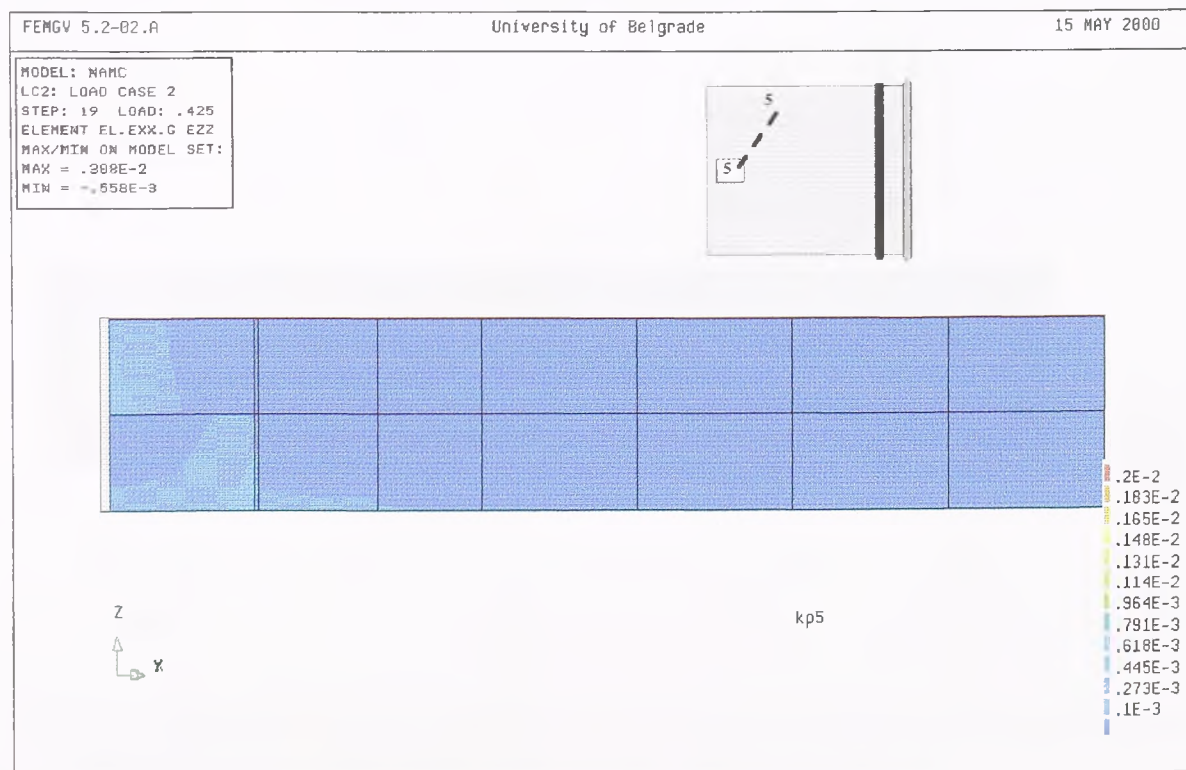 FEMGV 5.2-02.A University of Belgrade 15 MAY 2000
MODEL: NAMC
LC2: LOAD CASE 2
STEP: 19 LOAD: .425
ELEMENT EL.EXX.G EZZ
MAX/MIN ON MODEL SET:
MAX = .388E-2
MIN = -.558E-3
5
5
.2E-2
.183E-2
.165E-2
.148E-2
.131E-2
.114E-2
.964E-3
.791E-3
.618E-3
.445E-3
.273E-3
.1E-3
kp5
Z
X